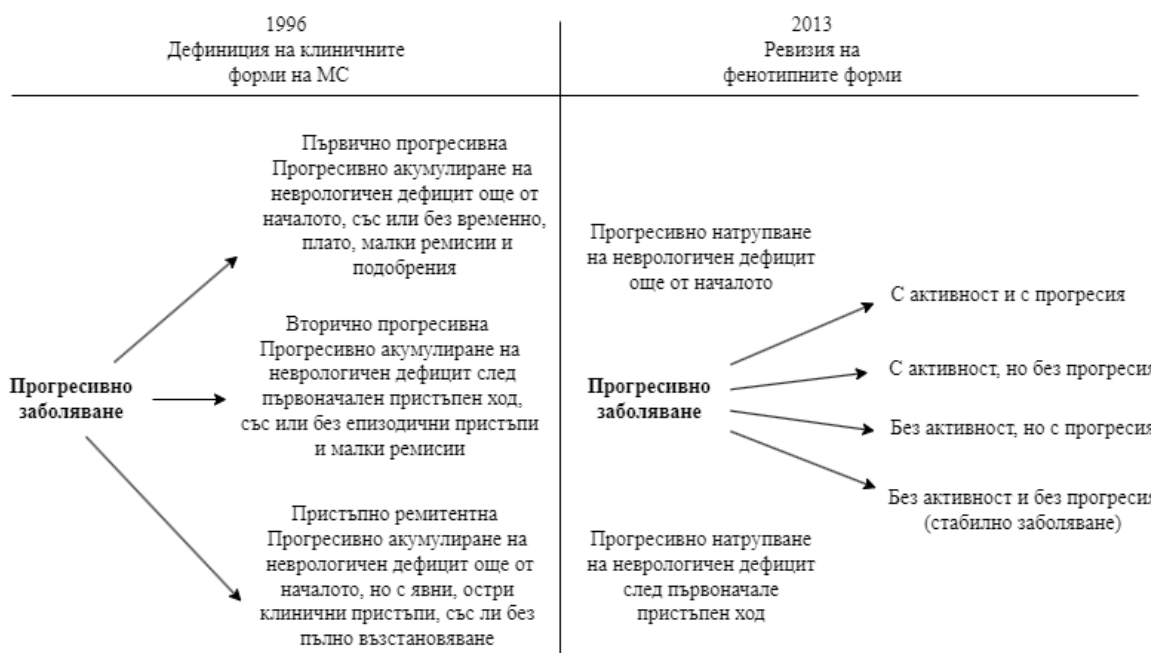 1996
Дефиниция на клиничните
форми на МС
2013
Ревизия на
фенотипните форми
Прогресивно
заболяване
Първично прогресивна
Прогресивно акумулиране на
неврологичен дефицит още от
началото, със или без временно,
плато, малки ремисии и
подобрения
Вторично прогресивна
Прогресивно акумулиране на
неврологичен дефицит след
първоначален пристъпен ход,
със или без епизодични пристъпи
и малки ремисии
Пристъпно ремитентна
Прогресивно акумулиране на
неврологичен дефицит още от
началото, но с явни, остри
клинични пристъпи, със ли без
пълно възстановяване
Прогресивно натрупване
на неврологичен дефицит
още от началото
Прогресивно
заболяване
Прогресивно натрупване
на неврологичен дефицит
след първоначале
пристъпен ход
С активност и с прогресия
С активност, но без прогресия
Без активност, но с прогресия
Без активност и без прогресия
(стабилно заболяване)